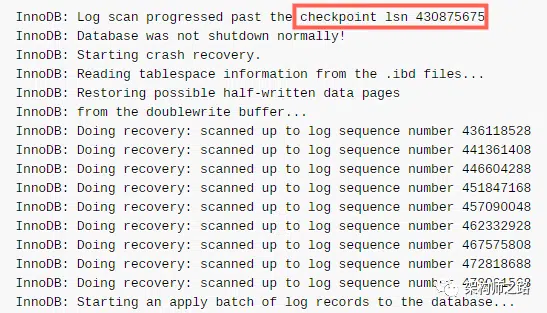 InnoDB: Log scan progressed past the checkpoint lsn 430875675
InnoDB: Database was not shutdown normally!
InnoDB: Starting crash recovery.
InnoDB: Reading tablespace information from the .ibd files...
InnoDB: Restoring possible half-written data pages
InnoDB: from the doublewrite buffer...
InnoDB: Doing recovery: scanned up to log sequence number 436118528
InnoDB: Doing recovery: scanned up to log sequence number 441361408
InnoDB: Doing recovery: scanned up to log sequence number 446604288
InnoDB: Doing recovery: scanned up to log sequence number 451847168
InnoDB: Doing recovery: scanned up to log sequence number 457090048
InnoDB: Doing recovery: scanned up to log sequence number 462332928
InnoDB: Doing recovery: scanned up to log sequence number 467575808
InnoDB: Doing recovery: scanned up to log sequence number 472818688
InnoDB: Doing recovery: scanned up to log sequence
InnoDB: Starting an apply batch of log records to the database...
架构师之路